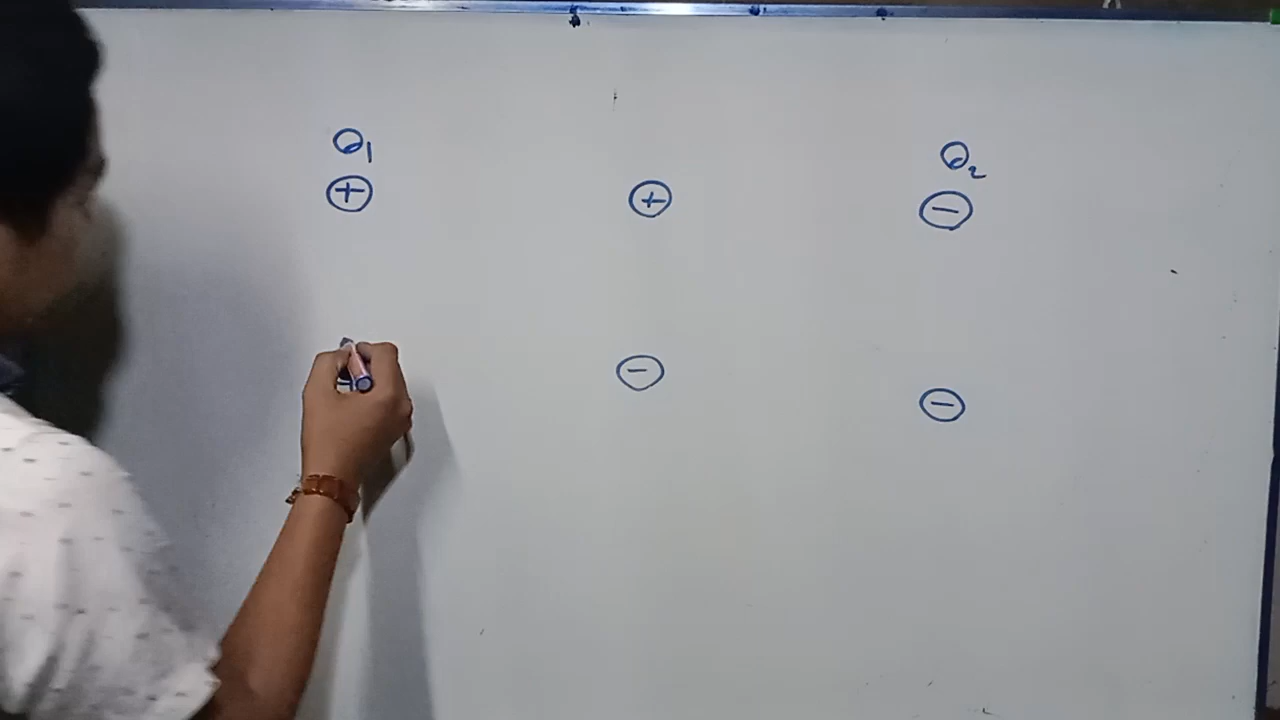 Q1 Q2
⊕ ⊕ ⊖
⊖ ⊖